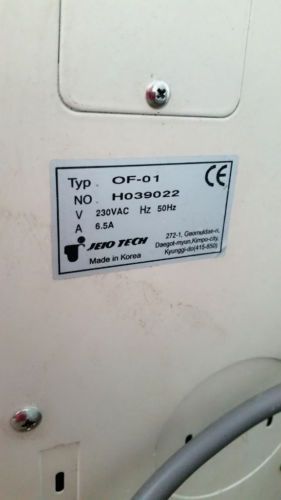 Typ . OF-01 CE
NO . H039022
V 230VAC Hz 50Hz
A 6.5A
JEIO TECH
Made in Korea
272-1, Geomuldae-ri,
Daegot-myun,Kimpo-city,
Kyunggi-do(415-850)